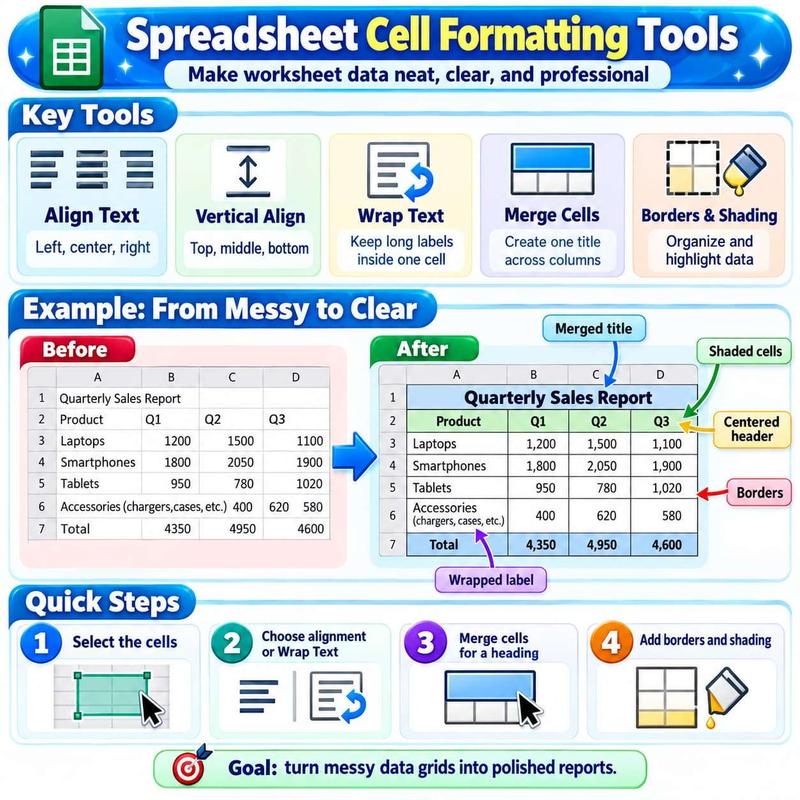 Spreadsheet Cell Formatting Tools
Make worksheet data neat, clear, and professional
Key Tools
Align Text
Left, center, right
Vertical Align
Top, middle, bottom
Wrap Text
Keep long labels
inside one cell
Merge Cells
Create one title
across columns
Borders & Shading
Organize and
highlight data
Example: From Messy to Clear
Before
A B C D
1 Quarterly Sales Report
2 Product Q1 Q2 Q3
3 Laptops 1200 1500 1100
4 Smartphones 1800 2050 1900
5 Tablets 950 780 1020
6 Accessories (chargers,cases, etc.) 400 620 580
7 Total 4350 4950 4600
After
Merged title
Shaded cells
Centered
header
Borders
Wrapped label
A B C D
1 Quarterly Sales Report
2 Product Q1 Q2 Q3
3 Laptops 1,200 1,500 1,100
4 Smartphones 1,800 2,050 1,900
5 Tablets 950 780 1,020
6 Accessories
(chargers, cases, etc.) 400 620 580
7 Total 4,350 4,950 4,600
Quick Steps
1 Select the cells
2 Choose alignment
or Wrap Text
3 Merge cells
for a heading
4 Add borders and shading
Goal: turn messy data grids into polished reports.